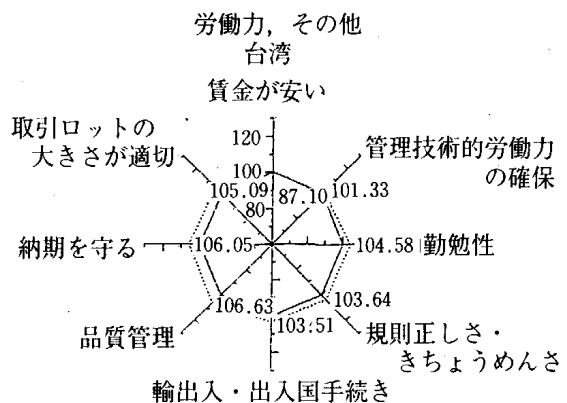 労働力，その他
台湾
賃金が安い
取引ロットの
大きさが適切
120
管理技術的労働力
の確保
100
105.09
87.10
101.33
80
納期を守る
106.05
104.58
勤勉性
106.63
103.64
103.51
品質管理
規則正しさ・
きちょうめんさ
輸出入・出入国手続き